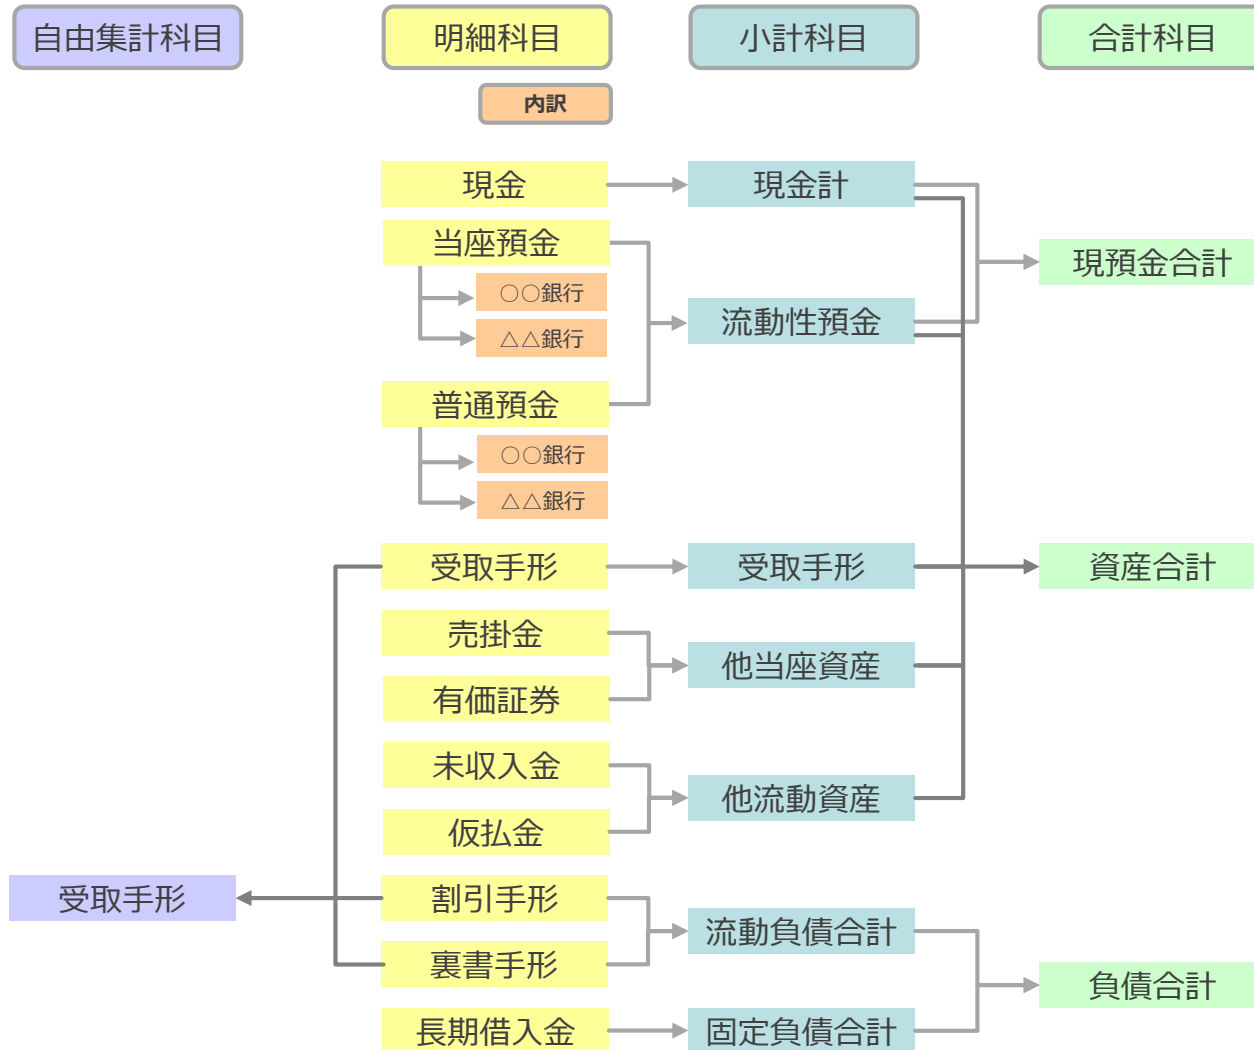 自由集計科目
明細科目
小計科目
合計科目
内訳
現金
現金計
当座預金
現預金合計
○○銀行
△△銀行
流動性預金
普通預金
○○銀行
△△銀行
受取手形
受取手形
資産合計
売掛金
他当座資産
有価証券
未収入金
他流動資産
仮払金
受取手形
割引手形
流動負債合計
裏書手形
負債合計
長期借入金
固定負債合計